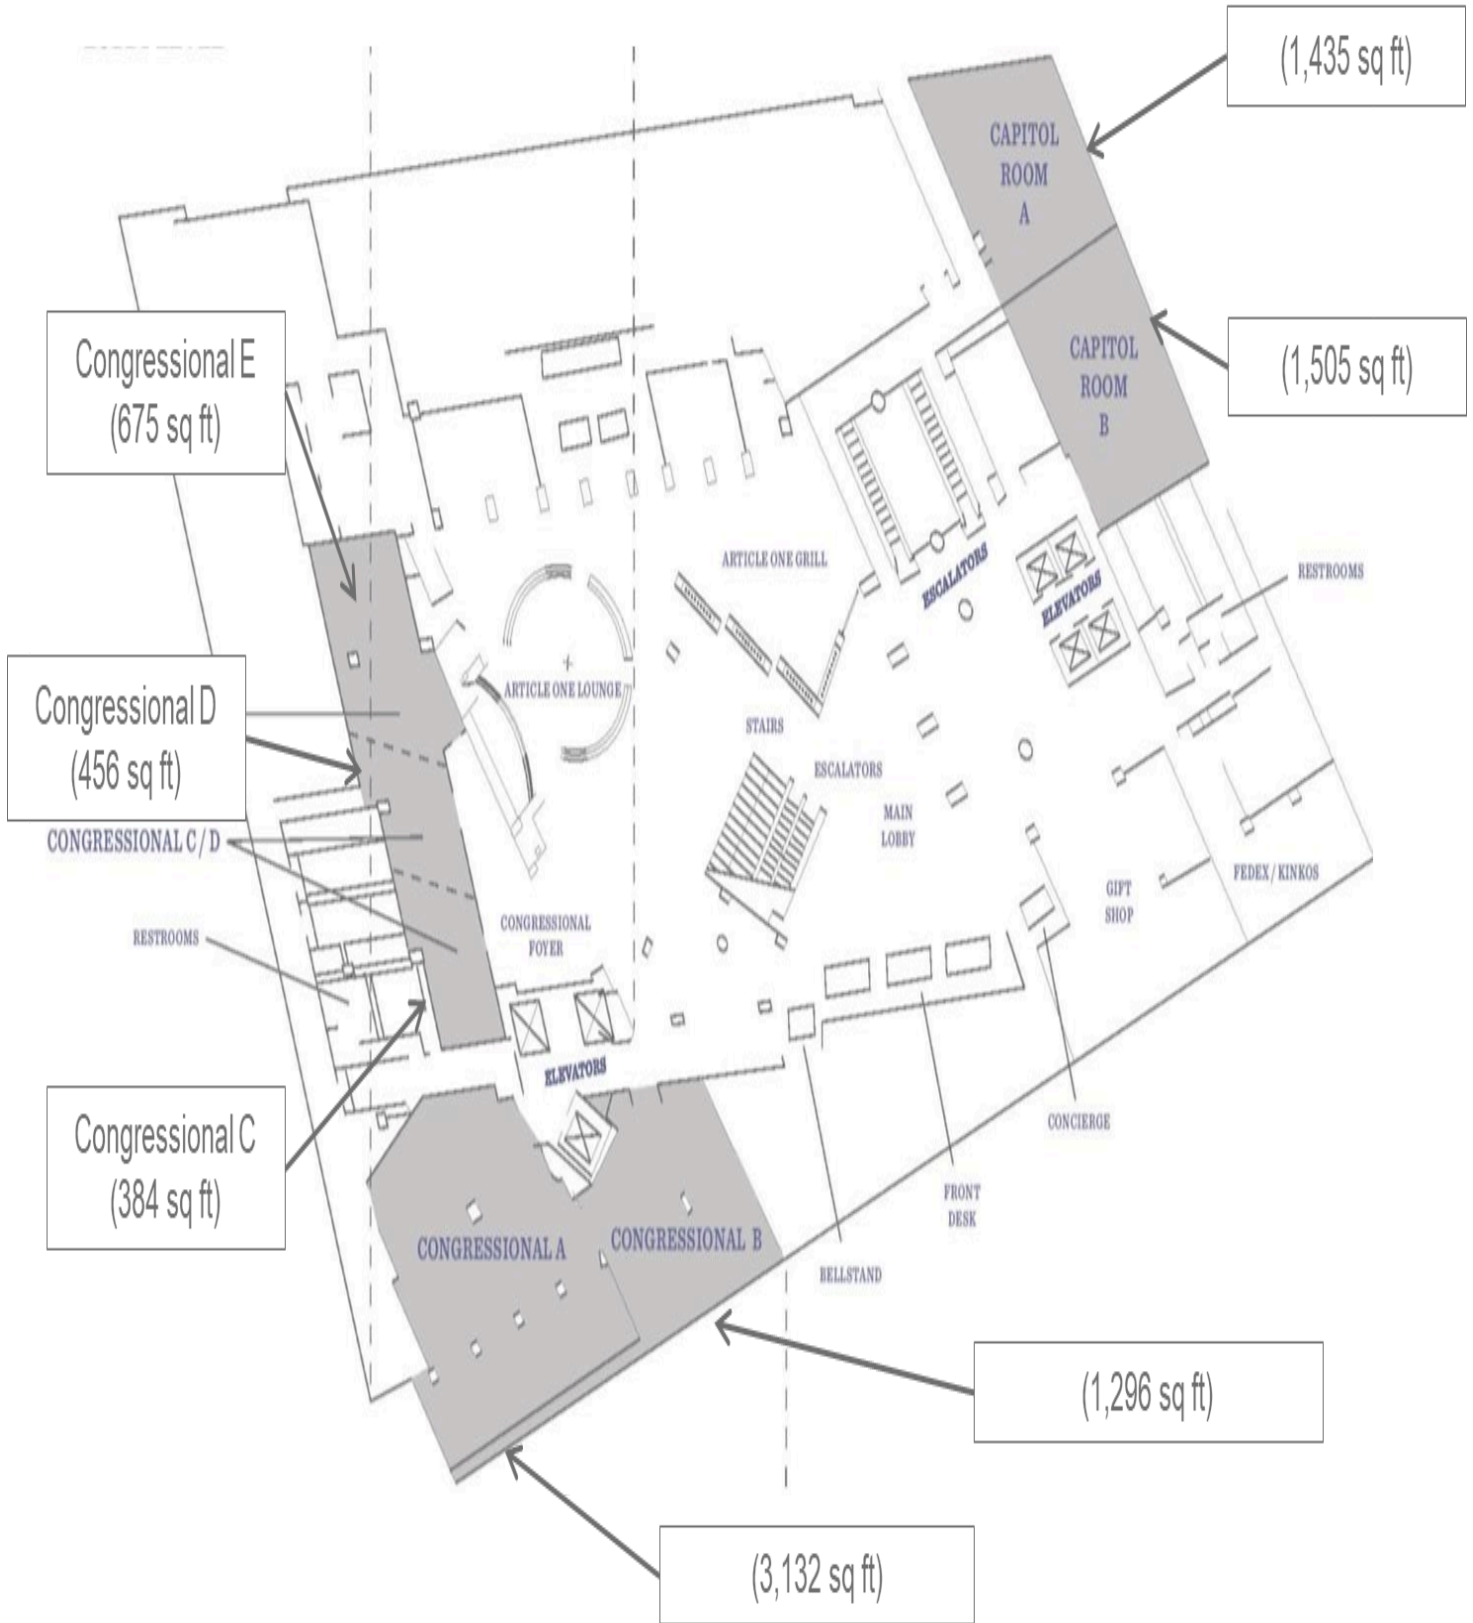 (1,435 sq ft)
CAPITOL
ROOM
A
Congressional E
(675 sq ft)
CAPITOL
ROOM
B
(1,505 sq ft)
ARTICLE ONE GRILL
ESCALATORS
ELEVATORS
RESTROOMS
Congressional D
(456 sq ft)
ARTICLE ONE LOUNGE
STAIRS
ESCALATORS
MAIN
LOBBY
CONGRESSIONAL C / D
GIFT
SHOP
FEDEX / KINKOS
RESTROOMS
CONGRESSIONAL
FOYER
ELEVATORS
Congressional C
(384 sq ft)
CONCIERGE
FRONT
DESK
CONGRESSIONAL A
CONGRESSIONAL B
BELLSTAND
(1,296 sq ft)
(3,132 sq ft)